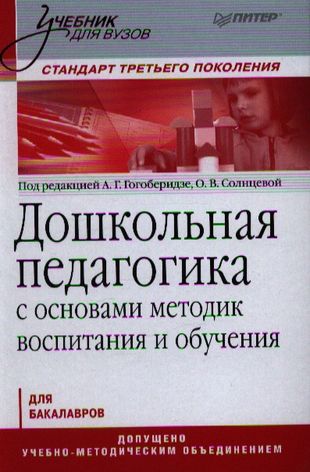 Учебник
для вузов
ПИТЕР®
СТАНДАРТ ТРЕТЬЕГО ПОКОЛЕНИЯ
Под редакцией А. Г. Гогоберидзе, О. В. Солнцевой
Дошкольная
педагогика
с основами методик
воспитания и обучения
ДЛЯ
БАКАЛАВРОВ
ДОПУЩЕНО
УЧЕБНО-МЕТОДИЧЕСКИМ ОБЪЕДИНЕНИЕМ